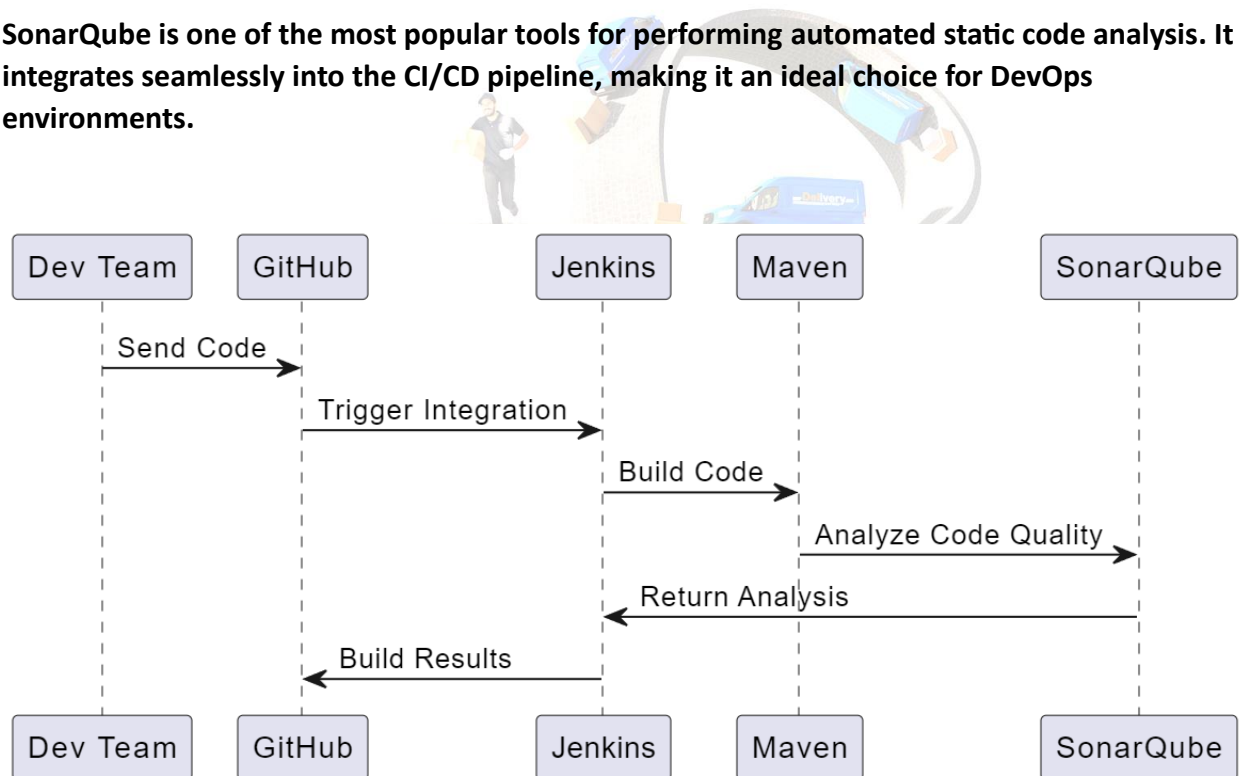 SonarQube is one of the most popular tools for performing automated static code analysis. It
integrates seamlessly into the CI/CD pipeline, making it an ideal choice for DevOps
environments.
Delivery
Dev Team
GitHub
Jenkins
Maven
SonarQube
Send Code
Trigger Integration
Build Code
Analyze Code Quality
Return Analysis
Build Results
Dev Team
GitHub
Jenkins
Maven
SonarQube